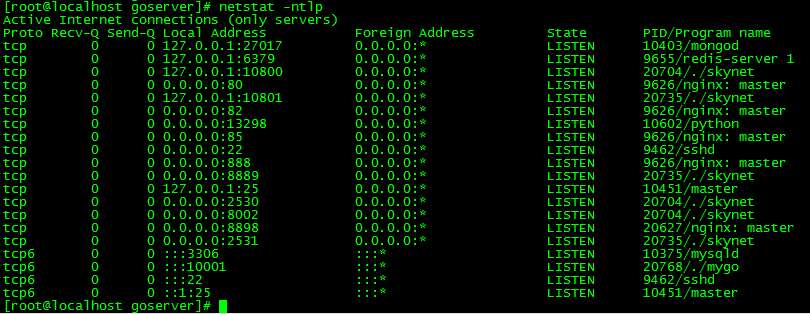 [root@localhost goserver]# netstat -ntlp
Active Internet connections (only servers)
Proto Recv-Q Send-Q Local Address           Foreign Address         State       PID/Program name
tcp        0      0 127.0.0.1:27017         0.0.0.0:*               LISTEN      10403/mongod
tcp        0      0 127.0.0.1:6379          0.0.0.0:*               LISTEN      9655/redis-server 1
tcp        0      0 127.0.0.1:10800         0.0.0.0:*               LISTEN      20704/./skynet
tcp        0      0 0.0.0.0:80              0.0.0.0:*               LISTEN      9626/nginx: master
tcp        0      0 127.0.0.1:10801         0.0.0.0:*               LISTEN      20735/./skynet
tcp        0      0 0.0.0.0:82              0.0.0.0:*               LISTEN      9626/nginx: master
tcp        0      0 0.0.0.0:13298           0.0.0.0:*               LISTEN      10602/python
tcp        0      0 0.0.0.0:85              0.0.0.0:*               LISTEN      9626/nginx: master
tcp        0      0 0.0.0.0:22              0.0.0.0:*               LISTEN      9462/sshd
tcp        0      0 0.0.0.0:888             0.0.0.0:*               LISTEN      9626/nginx: master
tcp        0      0 0.0.0.0:8889            0.0.0.0:*               LISTEN      20735/./skynet
tcp        0      0 127.0.0.1:25            0.0.0.0:*               LISTEN      10451/master
tcp        0      0 0.0.0.0:2530            0.0.0.0:*               LISTEN      20704/./skynet
tcp        0      0 0.0.0.0:8002            0.0.0.0:*               LISTEN      20704/./skynet
tcp        0      0 0.0.0.0:8898            0.0.0.0:*               LISTEN      20627/nginx: master
tcp        0      0 0.0.0.0:2531            0.0.0.0:*               LISTEN      20735/./skynet
tcp6       0      0 :::3306                 :::*                    LISTEN      10375/mysqld
tcp6       0      0 :::10001                :::*                    LISTEN      20768/./mygo
tcp6       0      0 :::22                   :::*                    LISTEN      9462/sshd
tcp6       0      0 ::1:25                  :::*                    LISTEN      10451/master
[root@localhost goserver]#